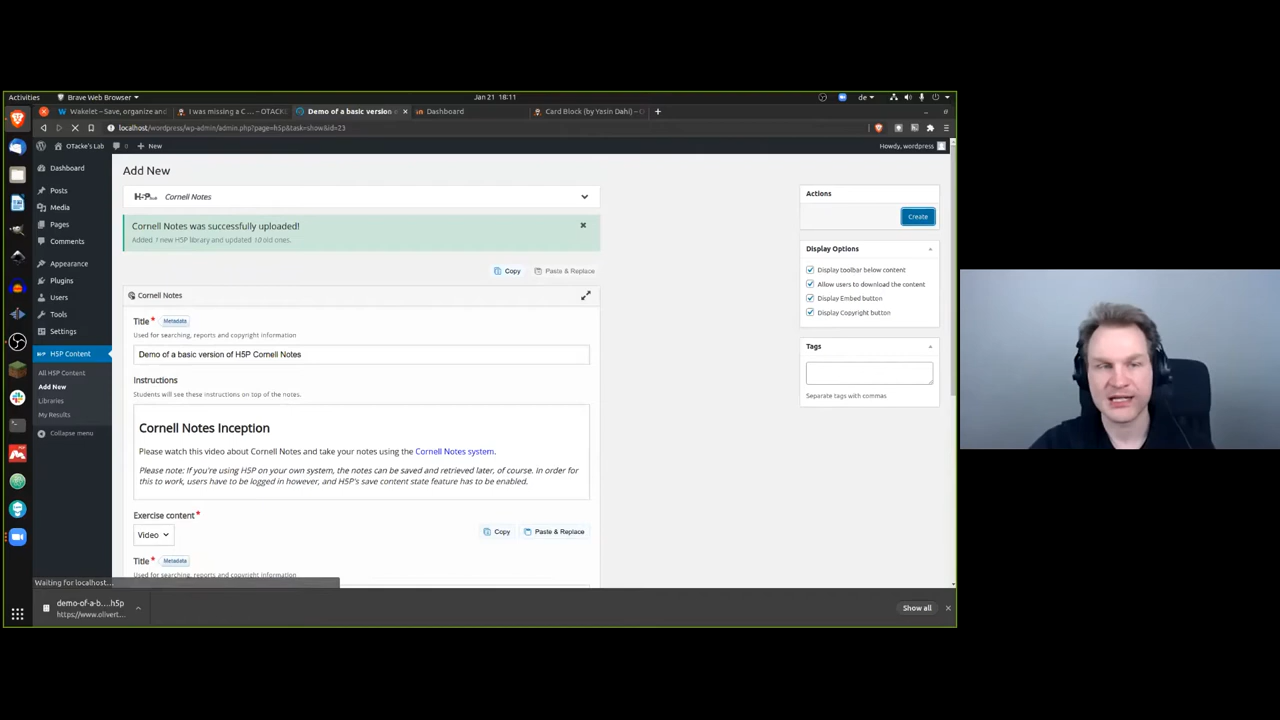 Activities
Brave Web Browser
Jan 21 18:11
de
Wakelet – Save, organize and
I was missing a C ... — OTACKE
Demo of a basic version
Dashboard
Card Block (by Yasin Dahi) – O
localhost/wordpress/wp-admin/admin.php?page=h5p&task=show&id=23
OTacke's Lab
New
Howdy, wordpress
Dashboard
Posts
Media
Pages
Comments
Appearance
Plugins
Users
Tools
Settings
H5P Content
All H5P Content
Add New
Libraries
My Results
Collapse menu
Add New
Cornell Notes
Cornell Notes was successfully uploaded!
Added 1 new H5P library and updated 10 old ones.
Copy
Paste & Replace
Cornell Notes
Title*
Metadata
Used for searching, reports and copyright information
Demo of a basic version of H5P Cornell Notes
Instructions
Students will see these instructions on top of the notes.
Cornell Notes Inception
Please watch this video about Cornell Notes and take your notes using the Cornell Notes system.
Please note: If you're using H5P on your own system, the notes can be saved and retrieved later, of course. In order for
this to work, users have to be logged in however, and H5P's save content state feature has to be enabled.
Exercise content*
Video
Copy
Paste & Replace
Title*
Metadata
Used for searching, reports and copyright information
Actions
Create
Display Options
Display toolbar below content
Allow users to download the content
Display Embed button
Display Copyright button
Tags
Separate tags with commas
Waiting for localhost...
demo-of-a-b....h5p
https://www.olivert...
Show all